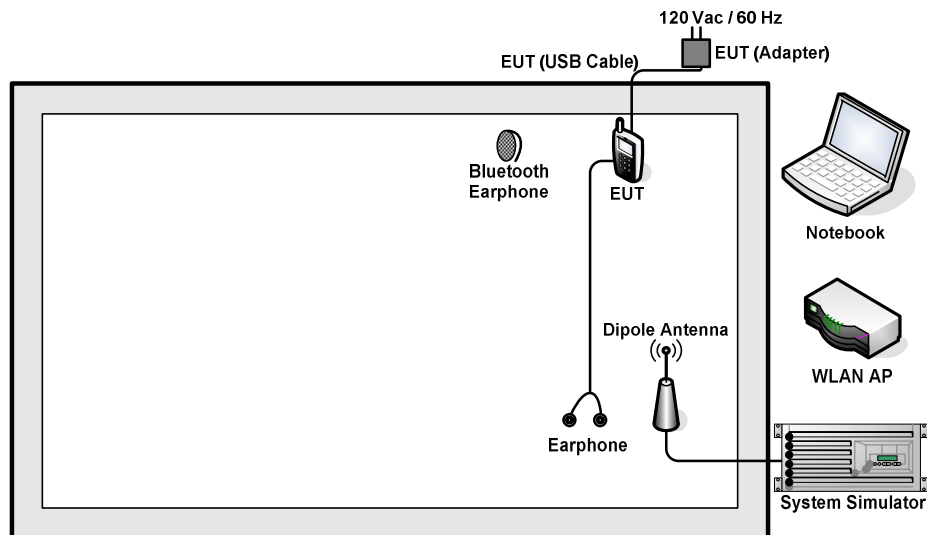 120 Vac / 60 Hz
EUT (Adapter)
EUT (USB Cable)
Bluetooth
Earphone
EUT
Notebook
Dipole Antenna
WLAN AP
Earphone
System Simulator